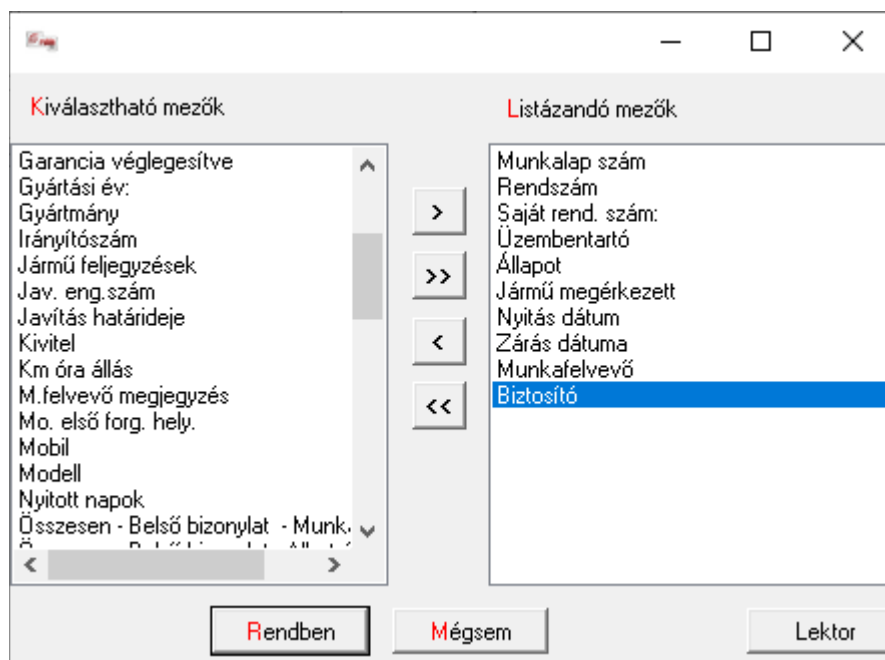 Kiválasztható mezők
Listázandó mezők
Garancia véglegesítve
Gyártási év:
Gyártmány
Irányítószám
Jármű feljegyzések
Jav. eng.szám
Javítás határideje
Kivitel
Km óra állás
M.felvevő megjegyzés
Mo. első forg. hely.
Mobil
Modell
Nyitott napok
Összesen - Belső bizonylat - Munka
>
>>
<
<<
Munkalap szám
Rendszám
Saját rend. szám:
Üzembentartó
Állapot
Jármű megérkezett
Nyitás dátum
Zárás dátuma
Munkafelvevő
Biztosító
Rendben
Mégsem
Lektor